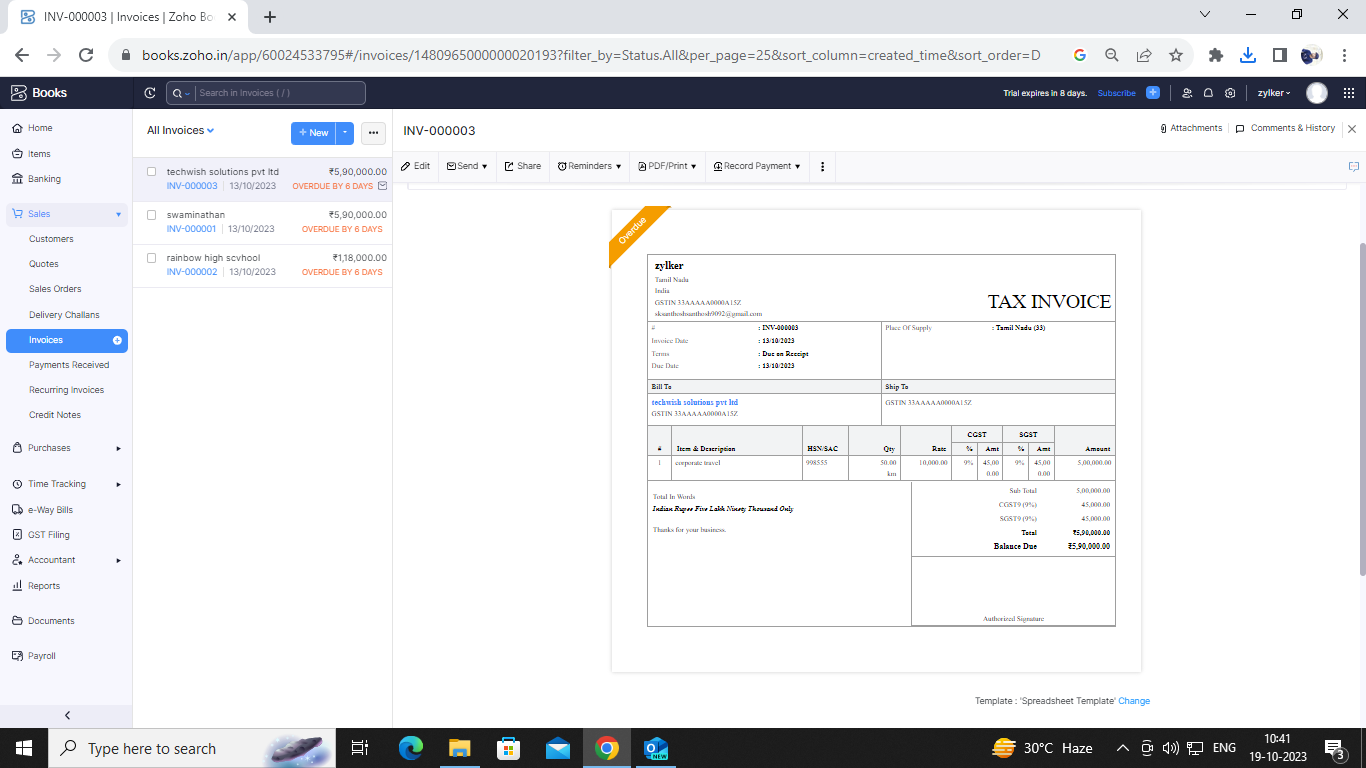 INV-000003 | Invoices | Zoho Bo
books.zoho.in/app/60024533795#/invoices/1480965000000020193?filter_by=Status.All&per_page=25&sort_column=created_time&sort_order=D
Books
Search in Invoices ( / )
Trial expires in 8 days. Subscribe
zylker
Home
Items
Banking
Sales
Customers
Quotes
Sales Orders
Delivery Challans
Invoices
Payments Received
Recurring Invoices
Credit Notes
Purchases
Time Tracking
e-Way Bills
GST Filing
Accountant
Reports
Documents
Payroll
All Invoices
+ New
techwish solutions pvt ltd ₹5,90,000.00
INV-000003 | 13/10/2023 OVERDUE BY 6 DAYS
swaminathan ₹5,90,000.00
INV-000001 | 13/10/2023 OVERDUE BY 6 DAYS
rainbow high scvhool ₹1,18,000.00
INV-000002 | 13/10/2023 OVERDUE BY 6 DAYS
INV-000003
Attachments Comments & History
Edit Send Share Reminders PDF/Print Record Payment
Overdue
zylker
Tamil Nadu
India
GSTIN 33AAAAA0000A15Z
sksanthoshsanthosh9092@gmail.com
TAX INVOICE
# : INV-000003 Place Of Supply : Tamil Nadu (33)
Invoice Date : 13/10/2023
Terms : Due on Receipt
Due Date : 13/10/2023
Bill To Ship To
techwish solutions pvt ltd GSTIN 33AAAAA0000A15Z
GSTIN 33AAAAA0000A15Z
CGST SGST
# Item & Description HSN/SAC Qty Rate % Amt % Amt Amount
1 corporate travel 998555 50.00 10,000.00 9% 45,00 9% 45,00 5,00,000.00
km 0.00 0.00
Sub Total 5,00,000.00
Total In Words
Indian Rupee Five Lakh Ninety Thousand Only
CGST9 (9%) 45,000.00
SGST9 (9%) 45,000.00
Thanks for your business.
Total ₹5,90,000.00
Balance Due ₹5,90,000.00
Authorized Signature
Template : 'Spreadsheet Template' Change
Type here to search
NEW
30°C Haze
ENG
10:41
19-10-2023
3